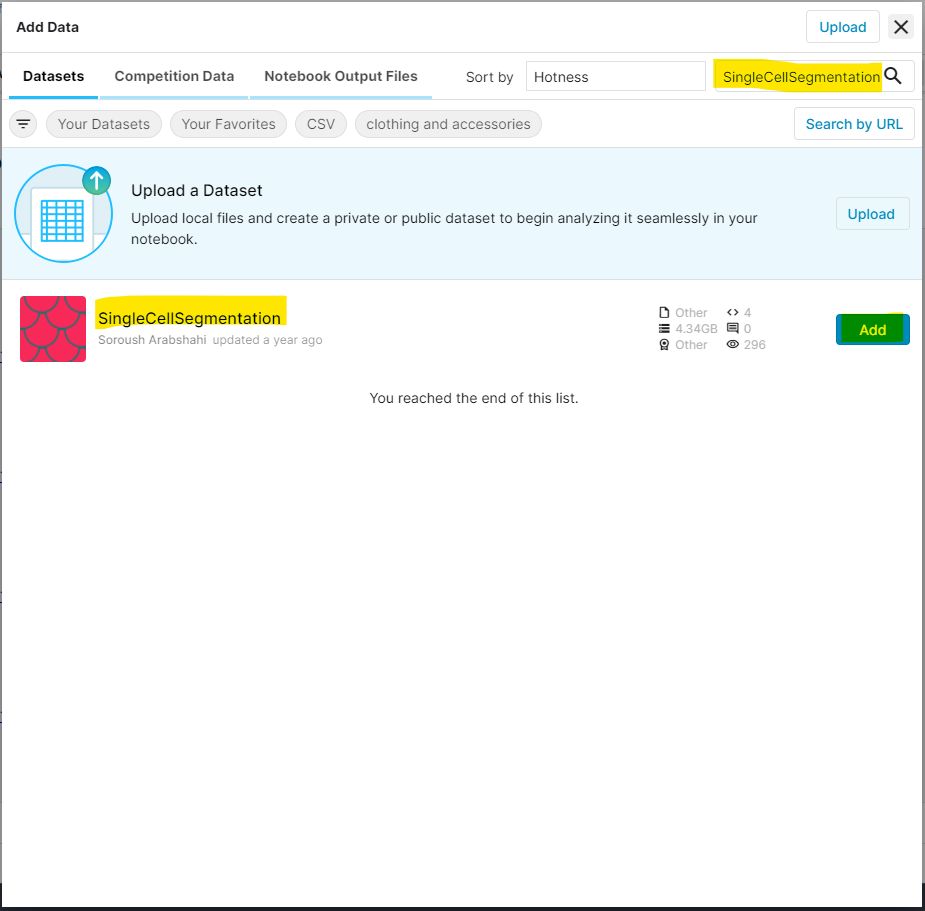 Add Data
Upload
Datasets
Competition Data
Notebook Output Files
Sort by
Hotness
SingleCellSegmentation
Your Datasets
Your Favorites
CSV
clothing and accessories
Search by URL
Upload a Dataset
Upload local files and create a private or public dataset to begin analyzing it seamlessly in your
notebook.
Upload
SingleCellSegmentation
Soroush Arabshahi updated a year ago
Other
4
4.34GB
0
Other
296
Add
You reached the end of this list.